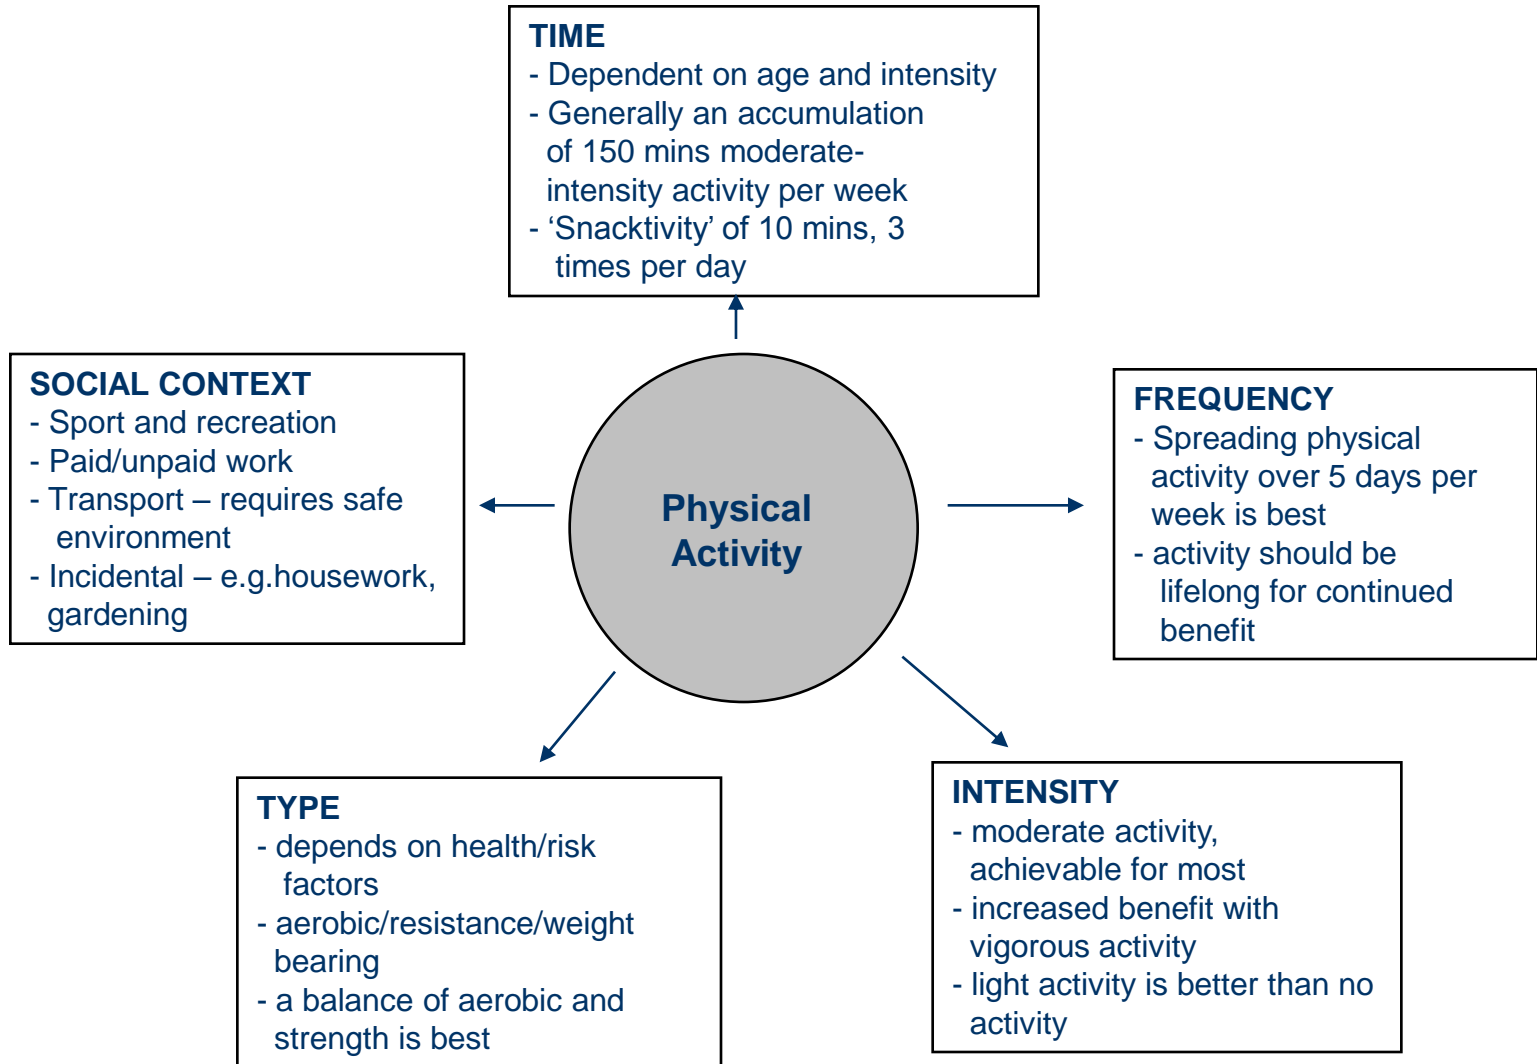 TIME
- Dependent on age and intensity
- Generally an accumulation
of 150 mins moderate-
intensity activity per week
- ‘Snacktivity’ of 10 mins, 3
times per day
SOCIAL CONTEXT
- Sport and recreation
- Paid/unpaid work
- Transport – requires safe
environment
- Incidental – e.g.housework,
gardening
Physical
Activity
FREQUENCY
- Spreading physical
activity over 5 days per
week is best
- activity should be
lifelong for continued
benefit
TYPE
- depends on health/risk
factors
- aerobic/resistance/weight
bearing
- a balance of aerobic and
strength is best
INTENSITY
- moderate activity,
achievable for most
- increased benefit with
vigorous activity
- light activity is better than no
activity